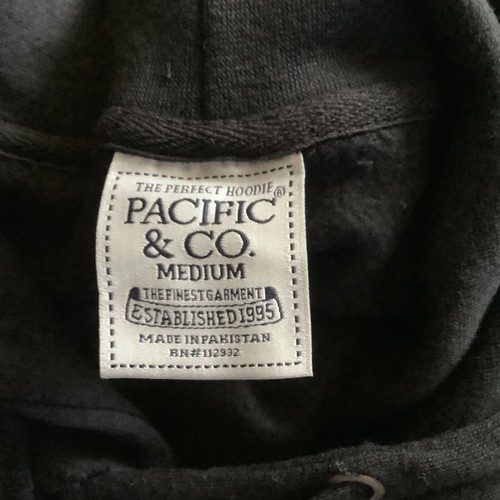 THE PERFECT HOODIE®
PACIFIC
& CO.
MEDIUM
THE FINEST GARMENT
ESTABLISHED 1995
MADE IN PAKISTAN
RN#112932